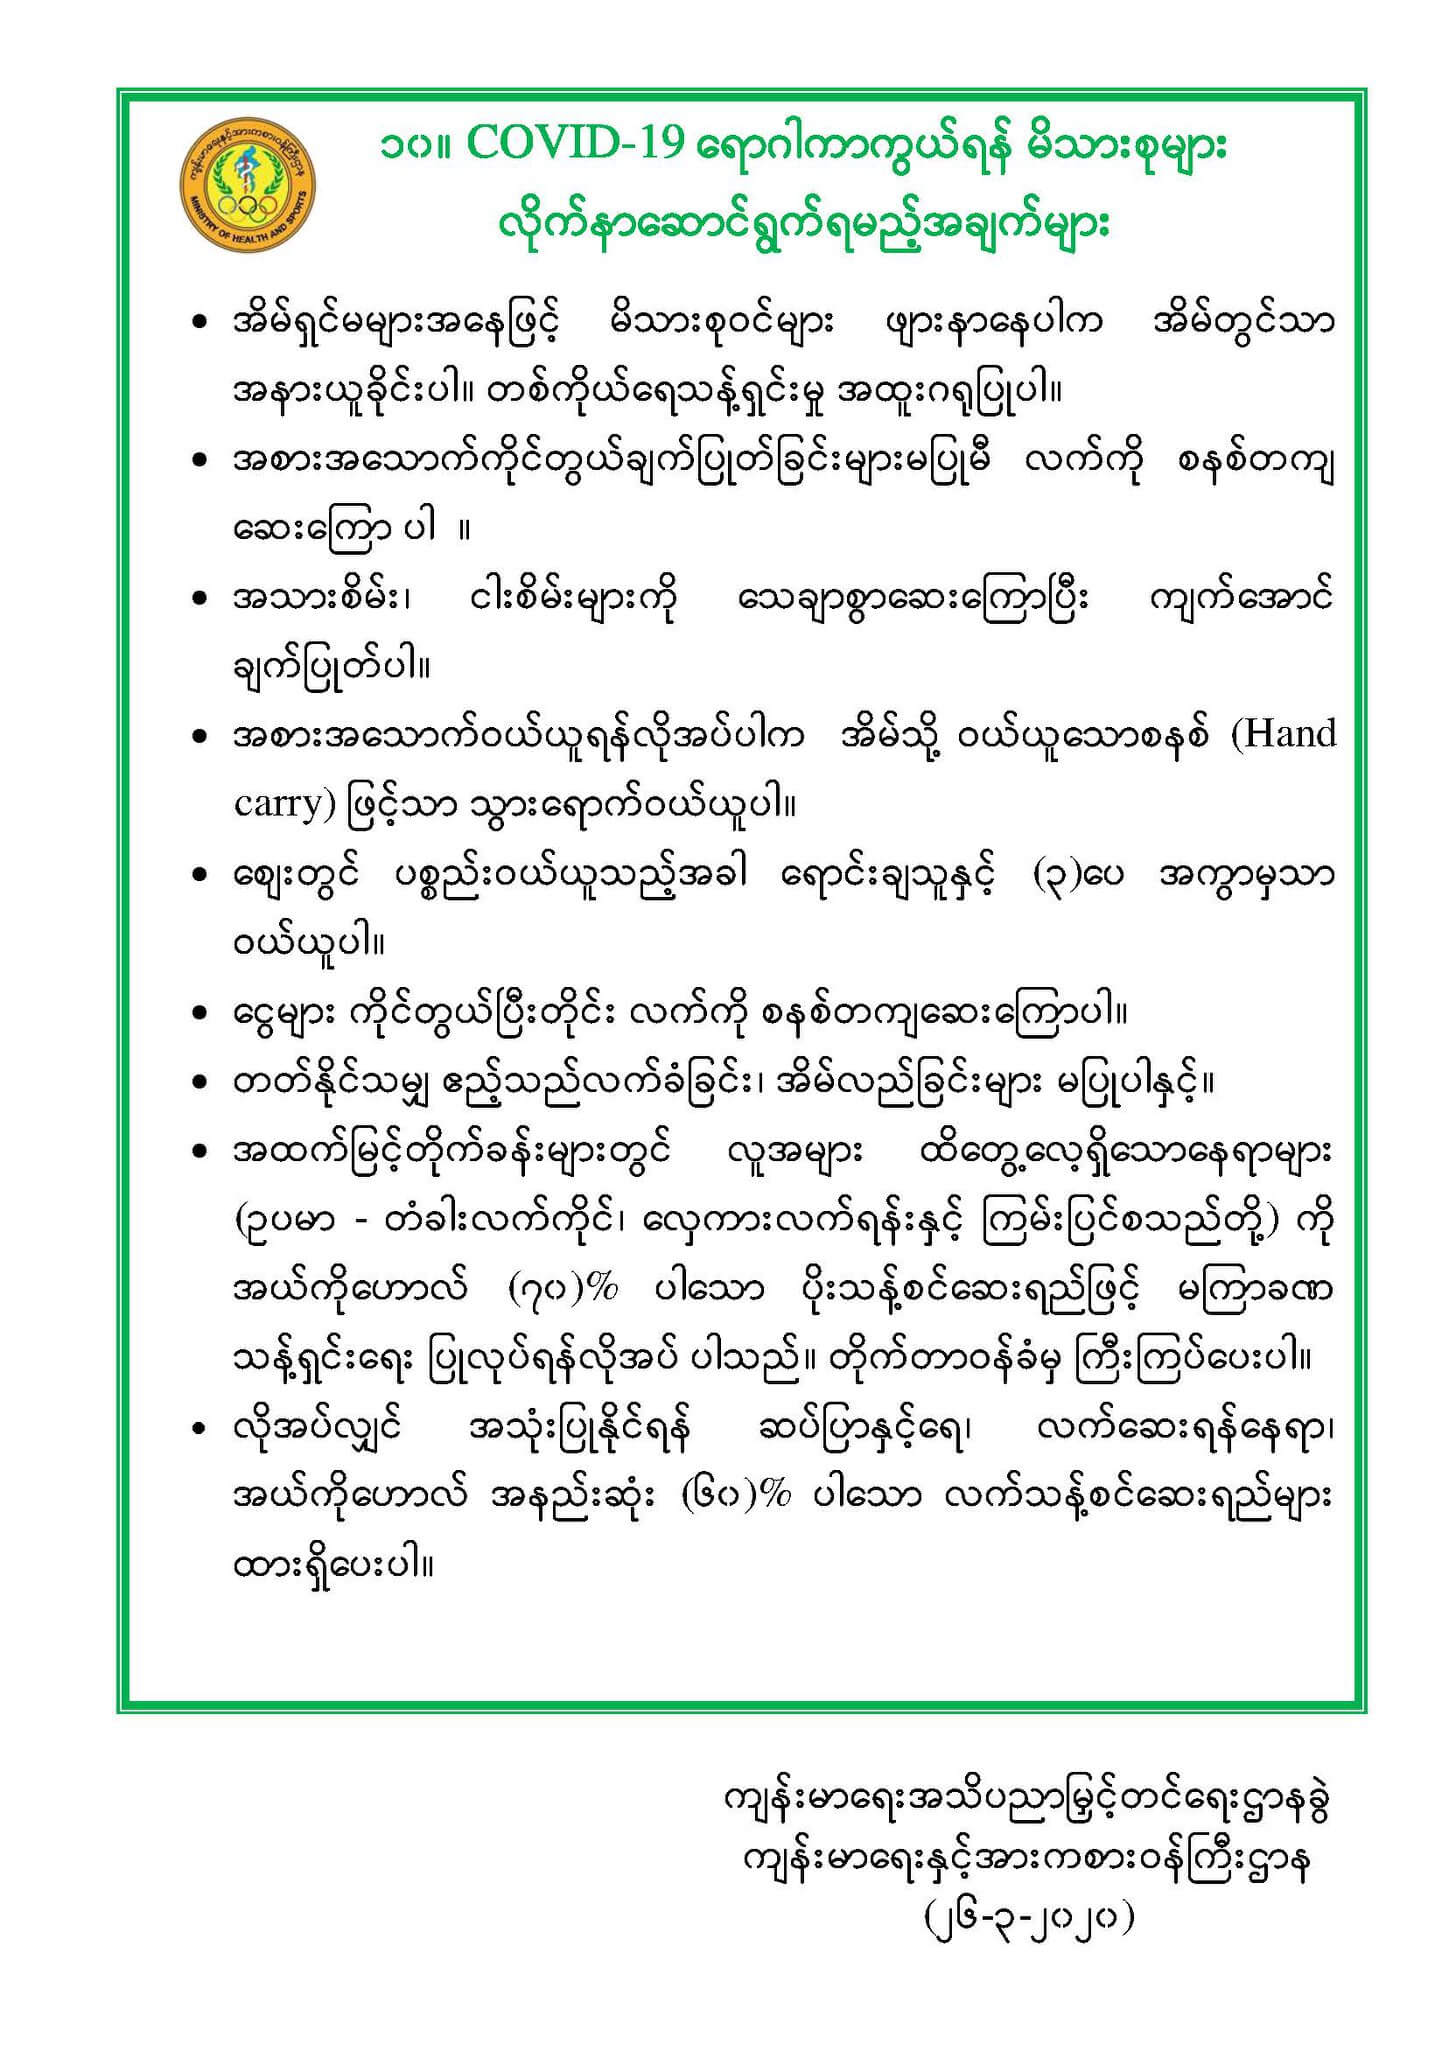 ကျန်းမာရေးနှင့်အားကစားဝန်ကြီးဌာန
MINISTRY OF HEALTH AND SPORTS
၁၀။ COVID-19 ရောဂါကာကွယ်ရန် မိသားစုများ
လိုက်နာဆောင်ရွက်ရမည့်အချက်များ
• အိမ်ရှင်မများအနေဖြင့် မိသားစုဝင်များ ဖျားနာနေပါက အိမ်တွင်သာ
အနားယူခိုင်းပါ။ တစ်ကိုယ်ရေသန့်ရှင်းမှု အထူးဂရုပြုပါ။
• အစားအသောက်ကိုင်တွယ်ချက်ပြုတ်ခြင်းများမပြုမီ လက်ကို စနစ်တကျ
ဆေးကြော ပါ ။
• အသားစိမ်း၊ ငါးစိမ်းများကို သေချာစွာဆေးကြောပြီး ကျက်အောင်
ချက်ပြုတ်ပါ။
• အစားအသောက်ဝယ်ယူရန်လိုအပ်ပါက အိမ်သို့ ဝယ်ယူသောစနစ် (Hand
carry) ဖြင့်သာ သွားရောက်ဝယ်ယူပါ။
• ဈေးတွင် ပစ္စည်းဝယ်ယူသည့်အခါ ရောင်းချသူနှင့် (၃)ပေ အကွာမှသာ
ဝယ်ယူပါ။
• ငွေများ ကိုင်တွယ်ပြီးတိုင်း လက်ကို စနစ်တကျဆေးကြောပါ။
• တတ်နိုင်သမျှ ဧည့်သည်လက်ခံခြင်း၊ အိမ်လည်ခြင်းများ မပြုပါနှင့်။
• အထက်မြင့်တိုက်ခန်းများတွင် လူအများ ထိတွေ့လေ့ရှိသောနေရာများ
(ဥပမာ - တံခါးလက်ကိုင်၊ လှေကားလက်ရန်းနှင့် ကြမ်းပြင်စသည်တို့) ကို
အယ်ကိုဟောလ် (၇၀)% ပါသော ပိုးသန့်စင်ဆေးရည်ဖြင့် မကြာခဏ
သန့်ရှင်းရေး ပြုလုပ်ရန်လိုအပ် ပါသည်။ တိုက်တာဝန်ခံမှ ကြီးကြပ်ပေးပါ။
• လိုအပ်လျှင် အသုံးပြုနိုင်ရန် ဆပ်ပြာနှင့်ရေ၊ လက်ဆေးရန်နေရာ၊
အယ်ကိုဟောလ် အနည်းဆုံး (၆၀)% ပါသော လက်သန့်စင်ဆေးရည်များ
ထားရှိပေးပါ။
ကျန်းမာရေးအသိပညာမြှင့်တင်ရေးဌာနခွဲ
ကျန်းမာရေးနှင့်အားကစားဝန်ကြီးဌာန
(၂၆-၃-၂၀၂၀)